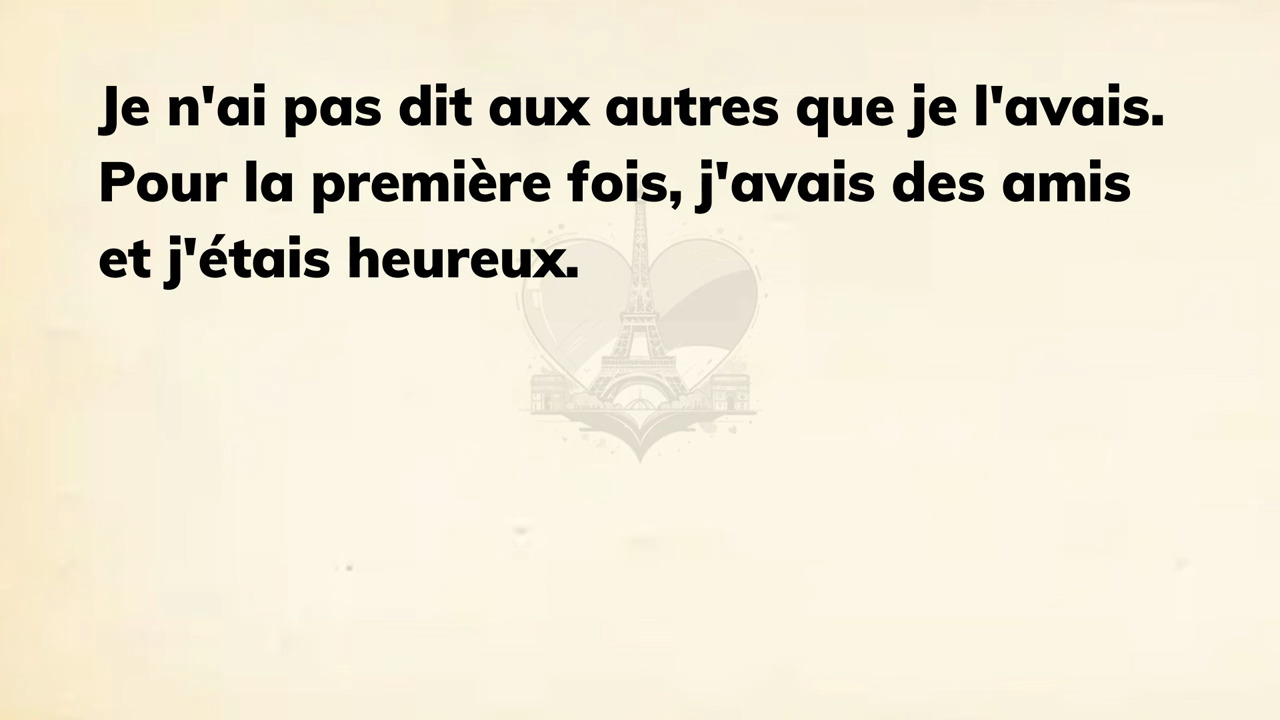 Je n'ai pas dit aux autres que je l'avais.
Pour la première fois, j'avais des amis
et j'étais heureux.